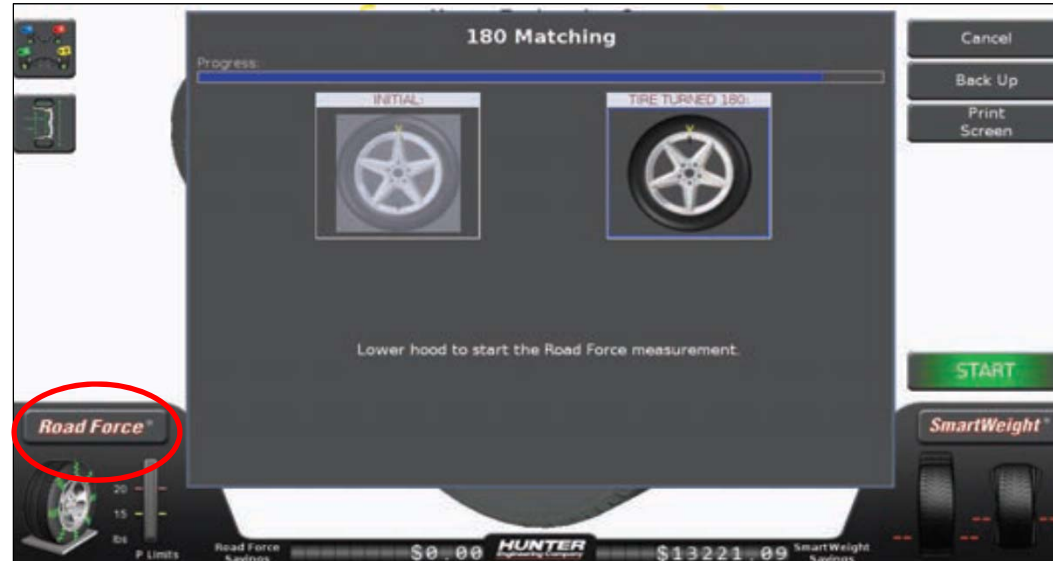 180 Matching
Progress:
INITIAL:
TIRE TURNED 180:
Lower hood to start the Road Force measurement.
Cancel
Back Up
Print
Screen
START
Road Force®
20
15
lbs
P Limits
SmartWeight®
Road Force
Savings
$0.00
HUNTER
Engineering Company
$13221.09
SmartWeight
Savings